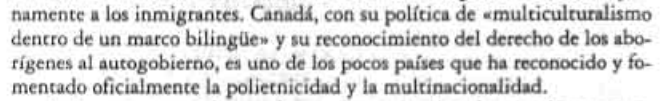 namente a los inmigrantes. Canadá, con su política de «multiculturalismo
dentro de un marco bilingüe» y su reconocimiento del derecho de los abo-
rígenes al autogobierno, es uno de los pocos países que ha reconocido y fo-
mentado oficialmente la polietnicidad y la multinacionalidad.